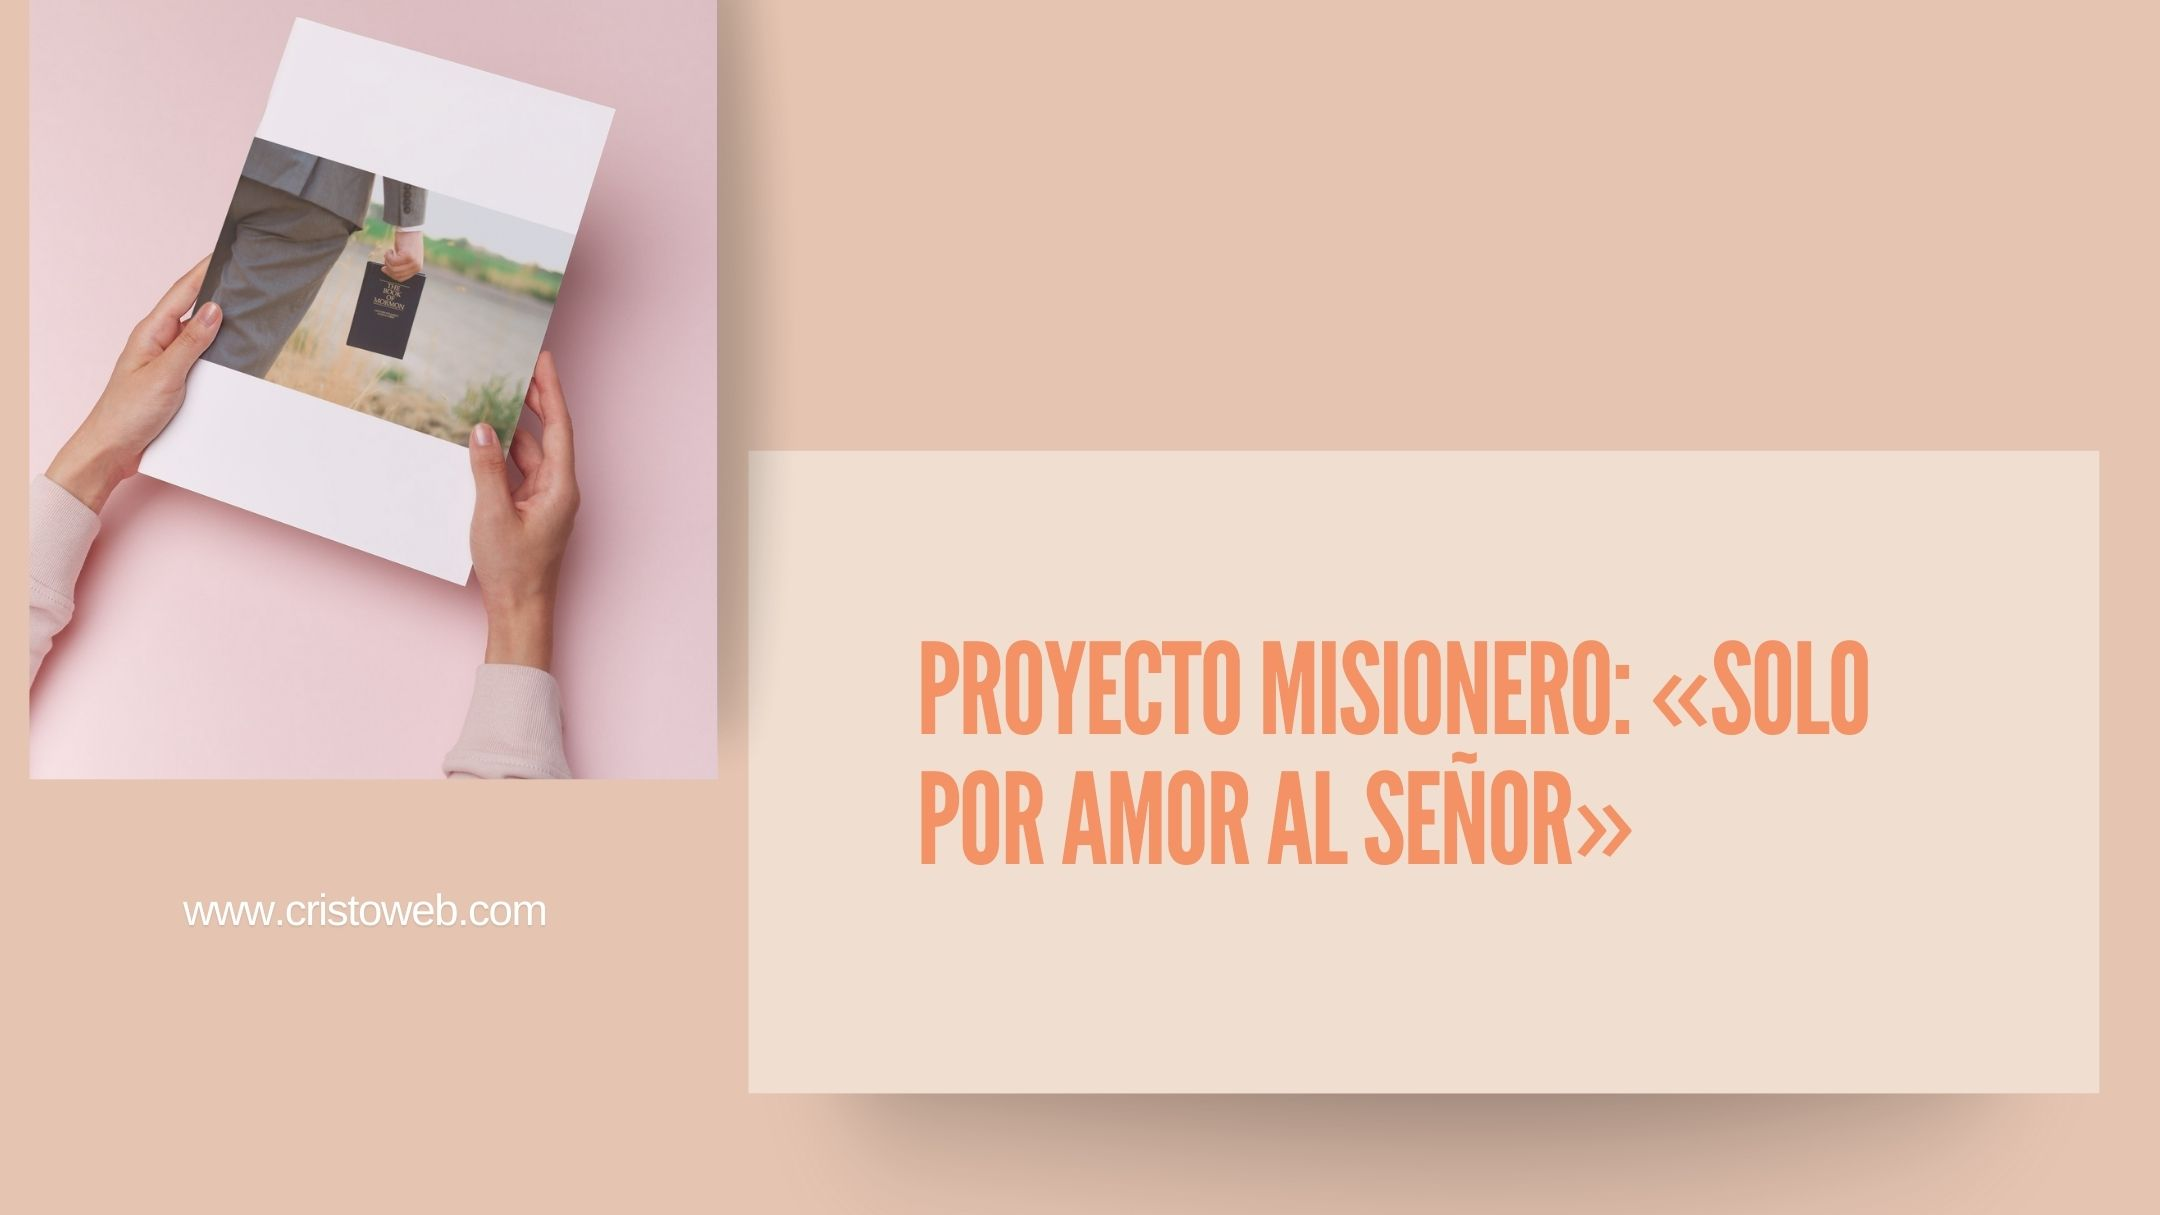 THE
BOOK
OF
MORMON
www.cristoweb.com
PROYECTO MISIONERO: «SOLO
POR AMOR AL SEÑOR»